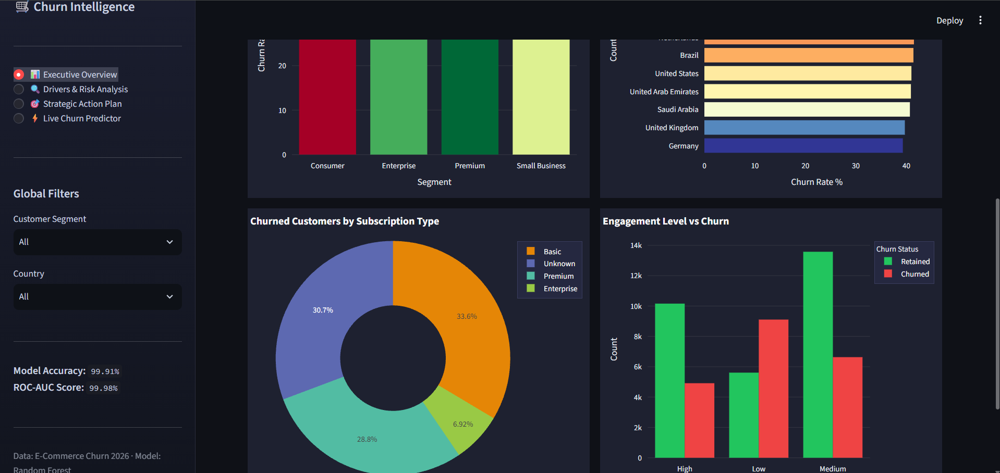 Churn Intelligence
Executive Overview
Drivers & Risk Analysis
Strategic Action Plan
Live Churn Predictor
Global Filters
Customer Segment
All
Country
All
Model Accuracy: 99.91%
ROC-AUC Score: 99.98%
Data: E-Commerce Churn 2026 · Model:
Random Forest
Deploy
Churn
20
10
0
Consumer Enterprise Premium Small Business
Segment
Netherlands
Brazil
United States
United Arab Emirates
Saudi Arabia
United Kingdom
Germany
0 10 20 30 40
Churn Rate %
Churned Customers by Subscription Type
Basic
Unknown
Premium
Enterprise
30.7%
33.6%
6.92%
28.8%
Engagement Level vs Churn
14k
12k
10k
8k
6k
4k
2k
0
Count
High Low Medium
Churn Status
Retained
Churned